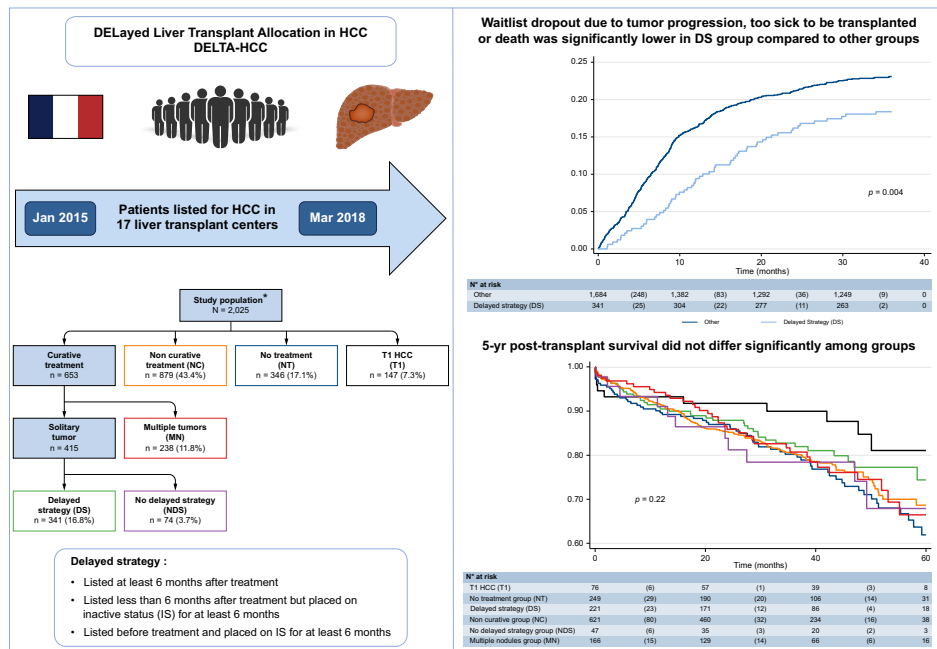 DELayed Liver Transplant Allocation in HCC
DELTA-HCC
Jan 2015
Patients listed for HCC in
17 liver transplant centers
Mar 2018
Study population*
N = 2,025
Curative
treatment
n = 653
Non curative
treatment (NC)
n = 879 (43.4%)
No treatment
(NT)
n = 346 (17.1%)
T1 HCC
(T1)
n = 147 (7.3%)
Solitary
tumor
n = 415
Multiple tumors
(MN)
n = 238 (11.8%)
Delayed
strategy (DS)
n = 341 (16.8%)
No delayed strategy
(NDS)
n = 74 (3.7%)
Delayed strategy :
• Listed at least 6 months after treatment
• Listed less than 6 months after treatment but placed on
inactive status (IS) for at least 6 months
• Listed before treatment and placed on IS for at least 6 months
Waitlist dropout due to tumor progression, too sick to be transplanted
or death was significantly lower in DS group compared to other groups
0.25
0.20
0.15
0.10
0.05
0.00
p = 0.004
0 10 20 30 40
Time (months)
N° at risk
Other 1,684 (248) 1,382 (83) 1,292 (36) 1,249 (9) 0
Delayed strategy (DS) 341 (25) 304 (22) 277 (11) 263 (2) 0
Other Delayed Strategy (DS)
5-yr post-transplant survival did not differ significantly among groups
1.00
0.90
0.80
0.70
0.60
p = 0.22
0 20 40 60
Time (months)
N° at risk
T1 HCC (T1) 76 (6) 57 (1) 39 (3) 8
No treatment group (NT) 249 (29) 190 (20) 106 (14) 31
Delayed strategy (DS) 221 (23) 171 (12) 86 (4) 18
Non curative group (NC) 621 (80) 460 (32) 234 (16) 38
No delayed strategy group (NDS) 47 (6) 35 (3) 20 (2) 3
Multiple nodules group (MN) 166 (15) 129 (14) 66 (6) 16